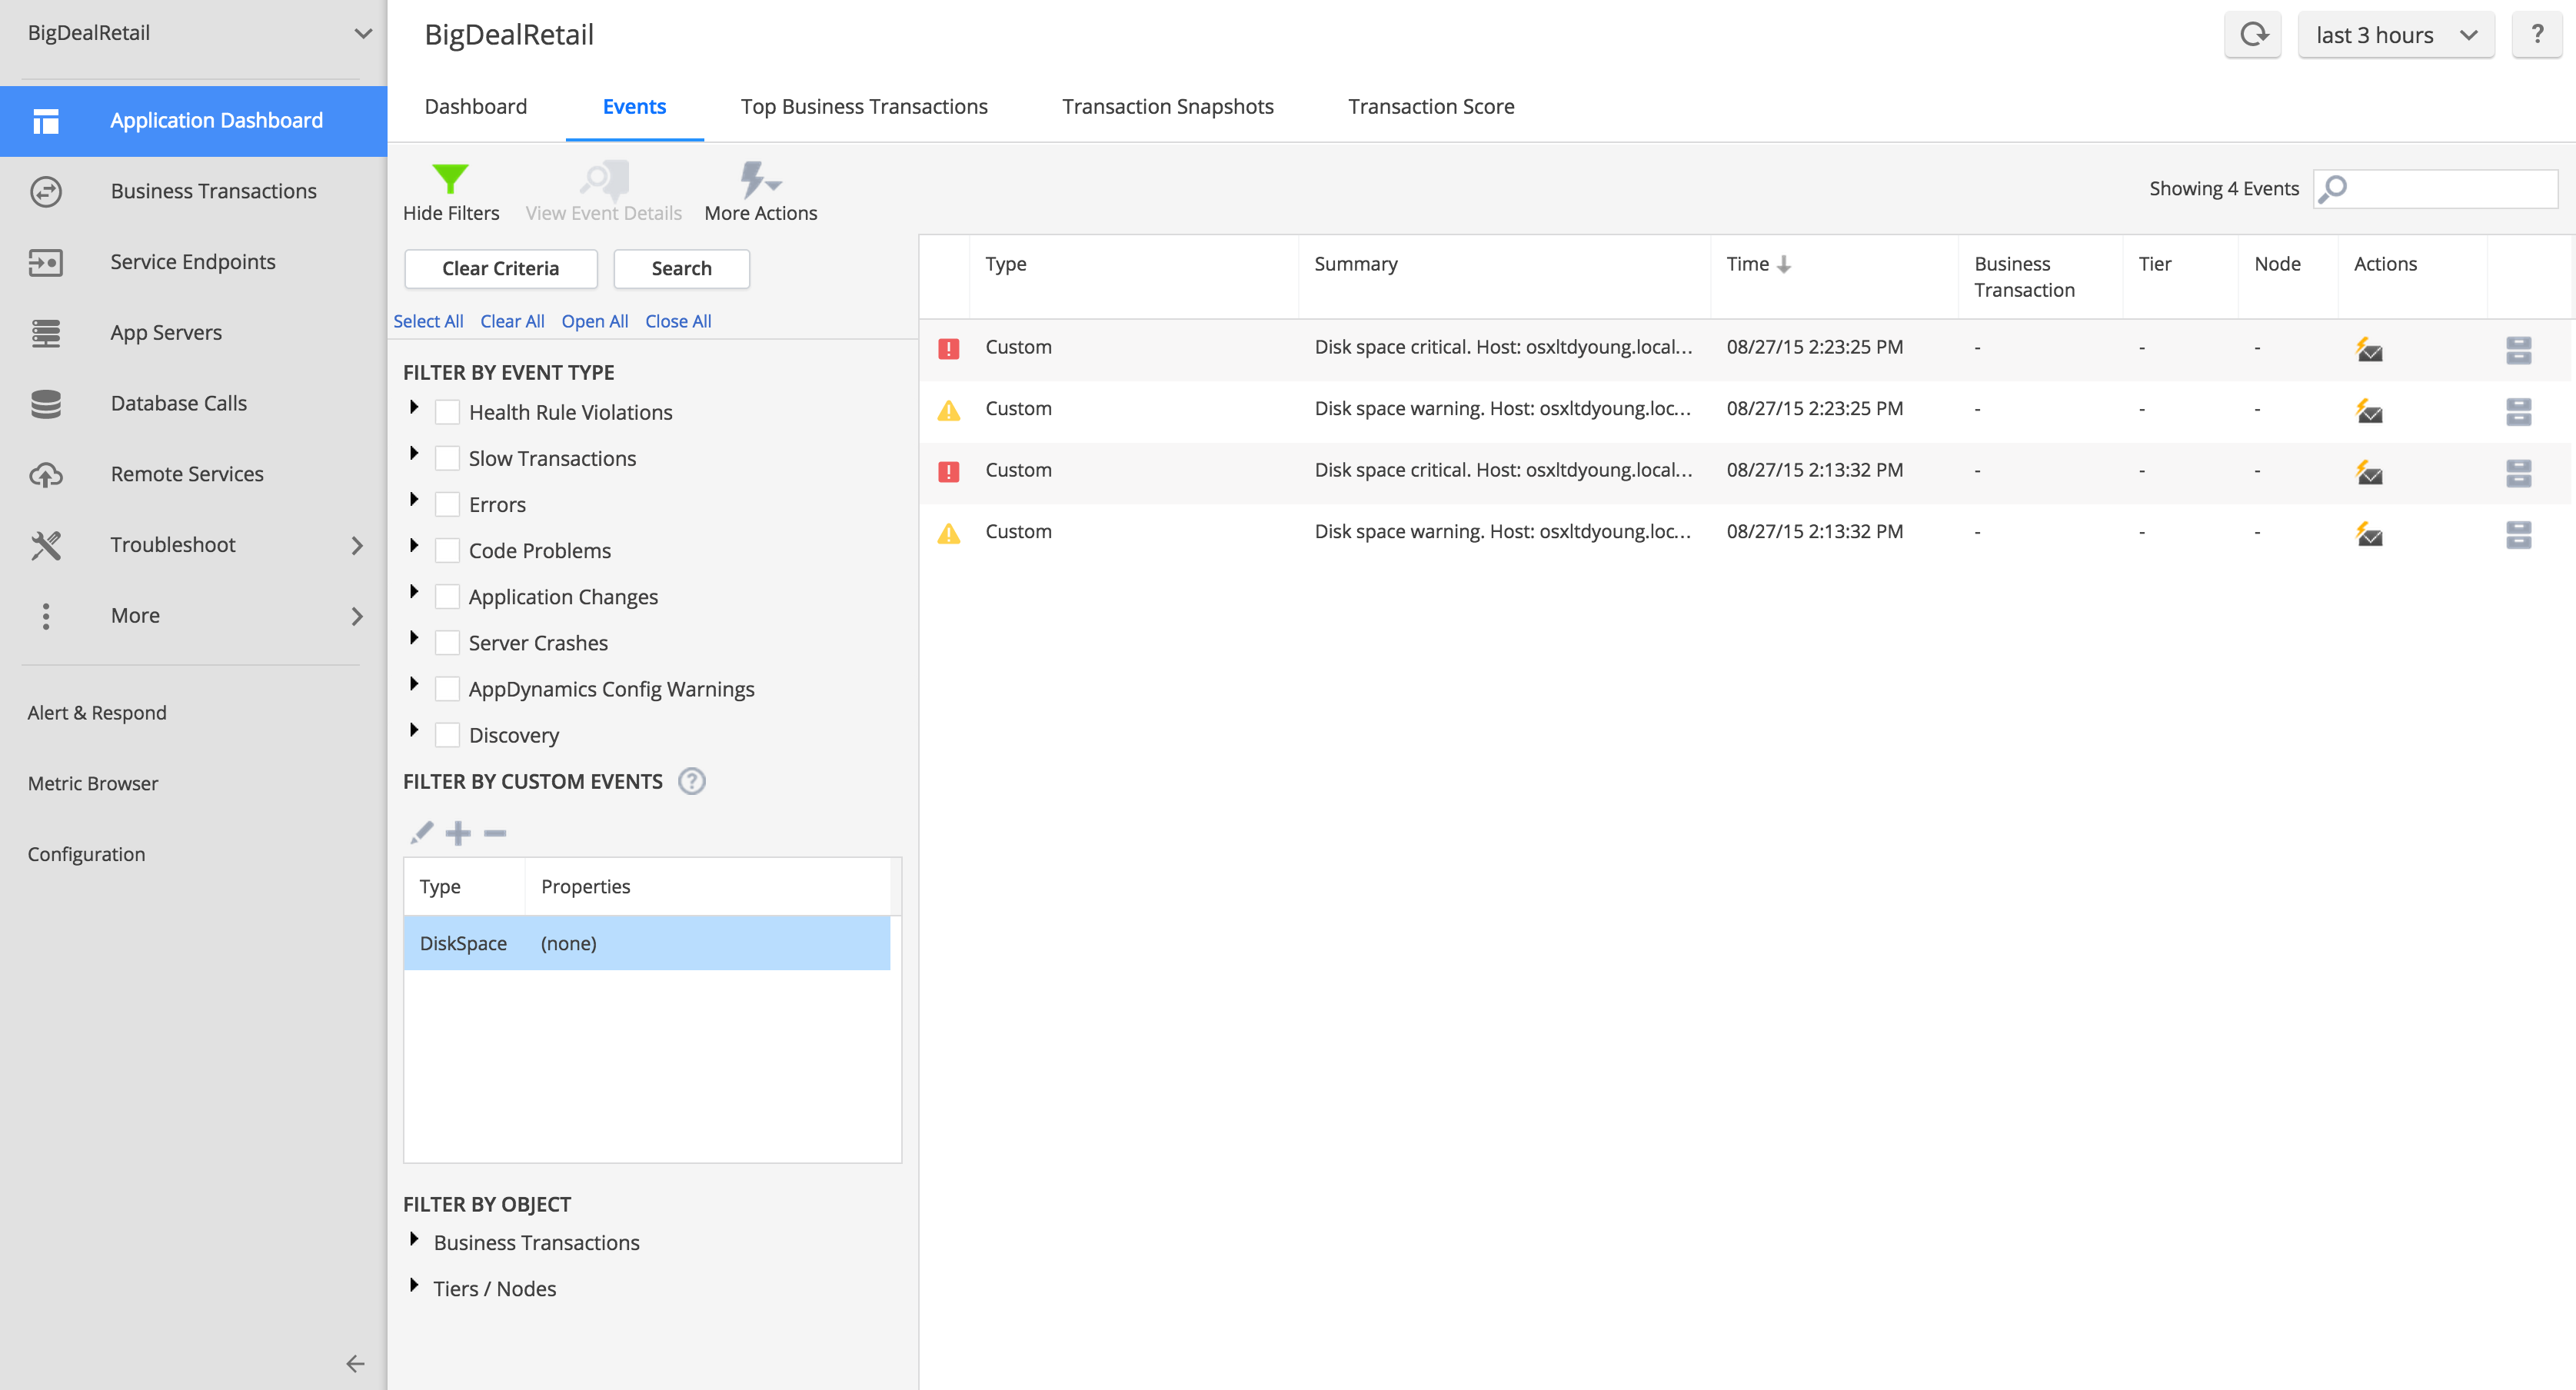 BigDealRetail
Application Dashboard
Business Transactions
Service Endpoints
App Servers
Database Calls
Remote Services
Troubleshoot
More
Alert & Respond
Metric Browser
Configuration
BigDealRetail
last 3 hours
?
Dashboard Events Top Business Transactions Transaction Snapshots Transaction Score
Hide Filters View Event Details More Actions
Showing 4 Events
Clear Criteria Search
Select All Clear All Open All Close All
FILTER BY EVENT TYPE
Health Rule Violations
Slow Transactions
Errors
Code Problems
Application Changes
Server Crashes
AppDynamics Config Warnings
Discovery
FILTER BY CUSTOM EVENTS ?
Type Properties
DiskSpace (none)
FILTER BY OBJECT
Business Transactions
Tiers / Nodes
Type Summary Time Business Transaction Tier Node Actions
Custom Disk space critical. Host: osxltdyoung.local... 08/27/15 2:23:25 PM - - -
Custom Disk space warning. Host: osxltdyoung.loc... 08/27/15 2:23:25 PM - - -
Custom Disk space critical. Host: osxltdyoung.local... 08/27/15 2:13:32 PM - - -
Custom Disk space warning. Host: osxltdyoung.loc... 08/27/15 2:13:32 PM - - -